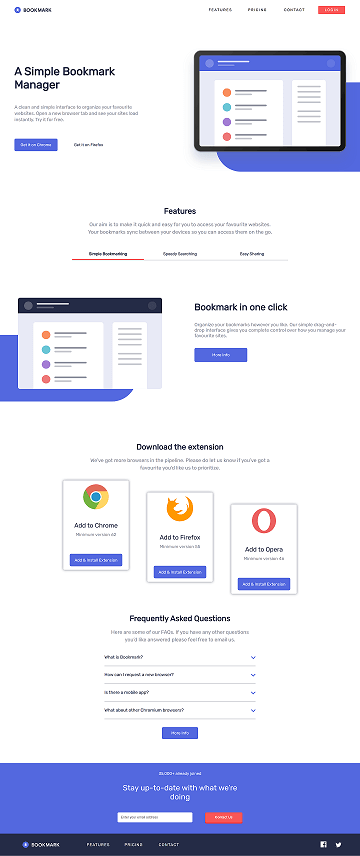 BOOKMARK
FEATURES
PRICING
CONTACT
LOGIN
A Simple Bookmark
Manager
A clean and simple interface to organize your favourite
websites. Open a new browser tab and see your sites load
instantly. Try it for free.
Get it on Chrome
Get it on Firefox
Features
Our aim is to make it quick and easy for you to access your favourite websites.
Your bookmarks sync between your devices so you can access them on the go.
Simple Bookmarking
Speedy Searching
Easy Sharing
Bookmark in one click
Organize your bookmarks however you like. Our simple drag-and-
drop interface gives you complete control over how you manage your
favourite sites.
More Info
Download the extension
We've got more browsers in the pipeline. Please do let us know if you've got a
favourite you'd like us to prioritize.
Add to Chrome
Minimum version 62
Add & Install Extension
Add to Firefox
Minimum version 55
Add & Install Extension
Add to Opera
Minimum version 46
Add & Install Extension
Frequently Asked Questions
Here are some of our FAQs. If you have any other questions
you'd like answered please feel free to email us.
What is Bookmark?
How can I request a new browser?
Is there a mobile app?
What about other Chromium browsers?
More Info
35,000+ already joined
Stay up-to-date with what we're
doing
Enter your email address
Contact Us
BOOKMARK
FEATURES
PRICING
CONTACT